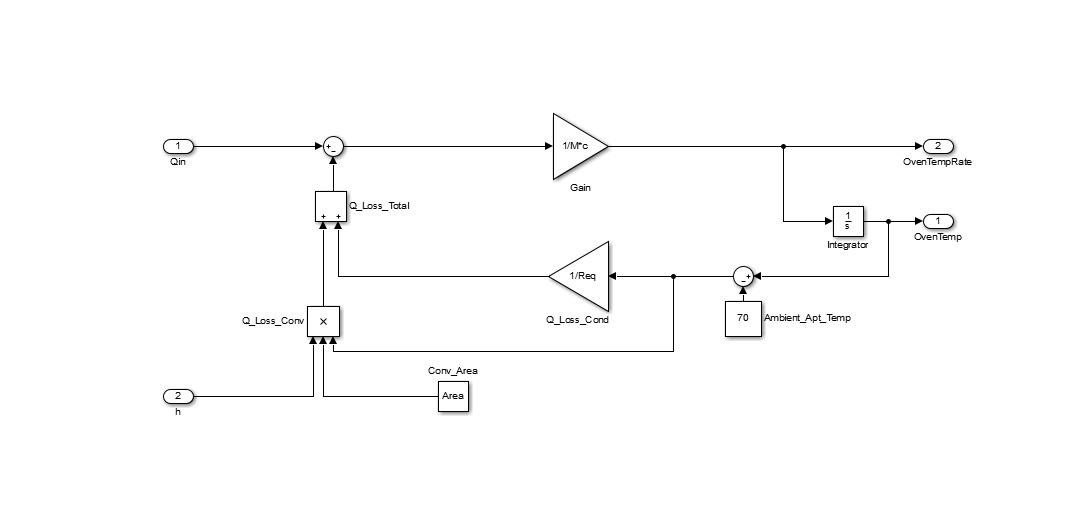 1
Qin
+
-
1/M*c
Gain
2
OvenTempRate
+ +
Q_Loss_Total
1
s
Integrator
1
OvenTemp
1/Req
Q_Loss_Cond
+
-
70
Ambient_Apt_Temp
Q_Loss_Conv
×
Conv_Area
Area
2
h